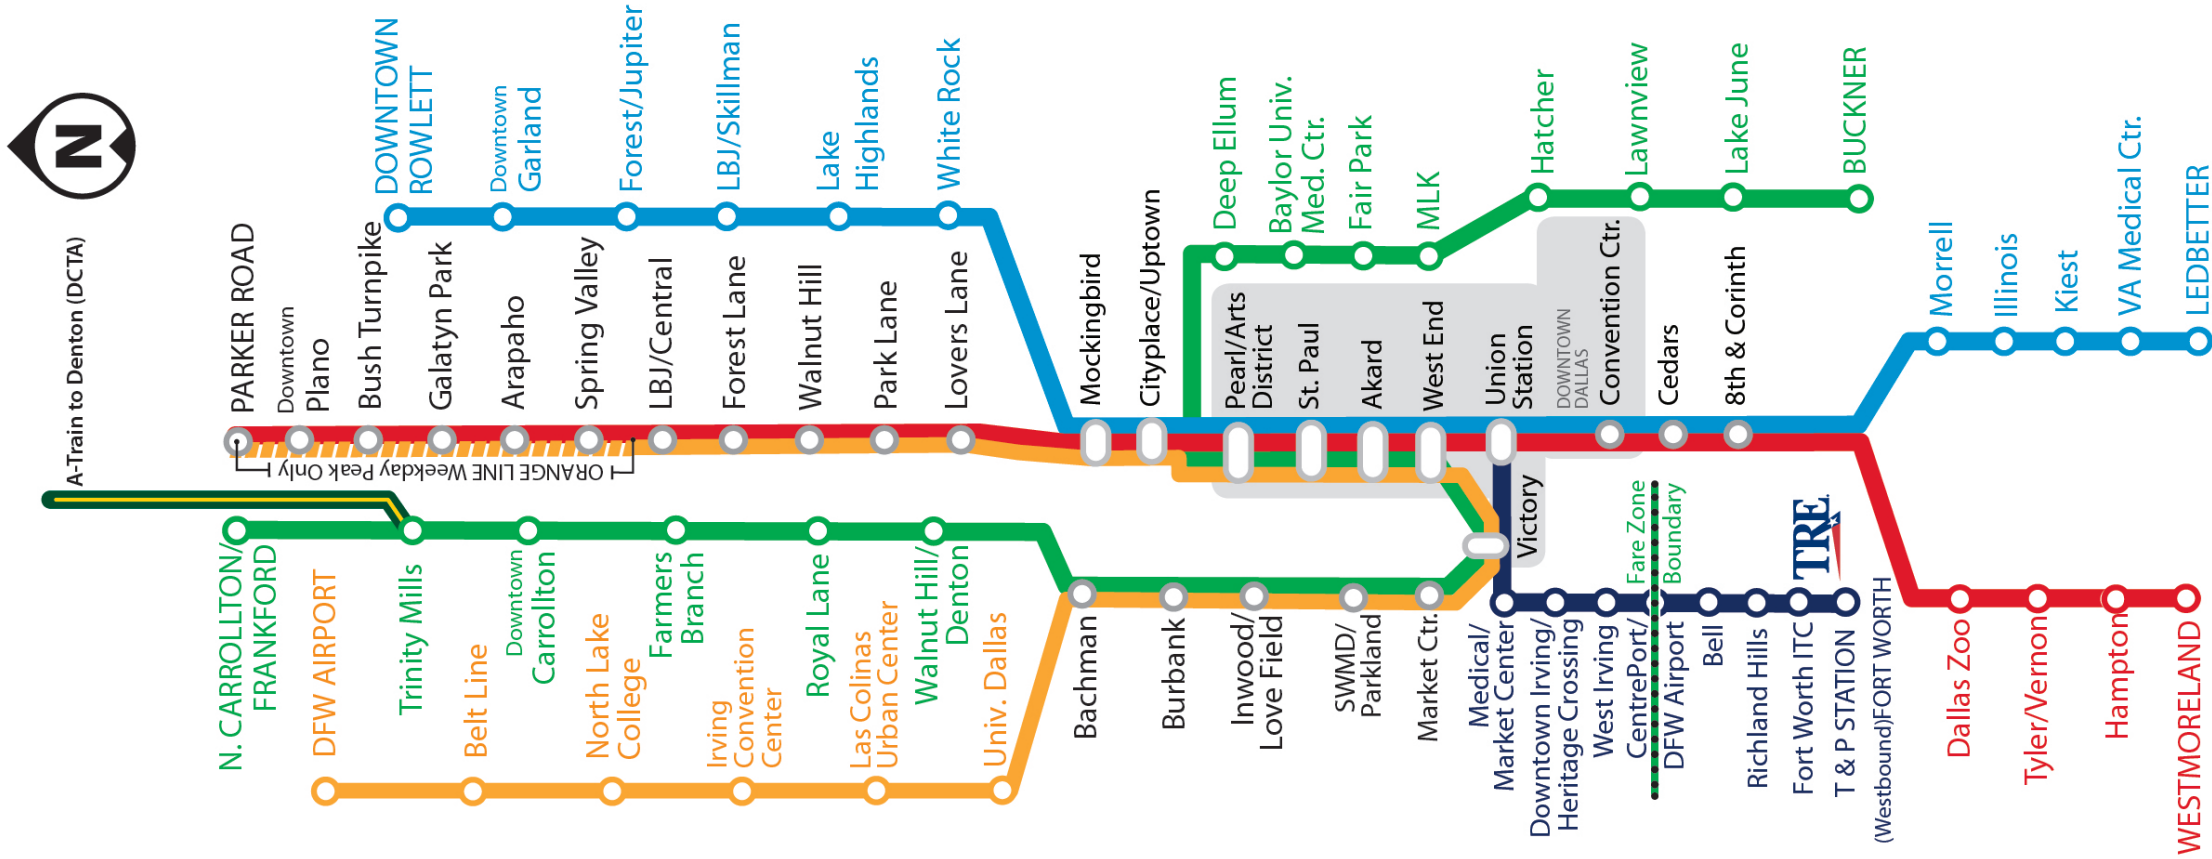 N
A-Train to Denton (DCTA)
DOWNTOWN
ROWLETT
Downtown
Garland
Forest/Jupiter
LBJ/Skillman
Lake
Highlands
White Rock
PARKER ROAD
Downtown
Plano
Bush Turnpike
Galatyn Park
Arapaho
Spring Valley
LBJ/Central
Forest Lane
Walnut Hill
Park Lane
Lovers Lane
Mockingbird
Cityplace/Uptown
ORANGE LINE Weekday Peak Only
Deep Ellum
Baylor Univ.
Med. Ctr.
Fair Park
MLK
Hatcher
Lawnview
Lake June
BUCKNER
Pearl/Arts
District
St. Paul
Akard
West End
Union
Station
DOWNTOWN
DALLAS
Convention Ctr.
Cedars
8th & Corinth
Morrell
Illinois
Kiest
VA Medical Ctr.
LEDBETTER
N. CARROLLTON/
FRANKFORD
Trinity Mills
Downtown
Carrollton
Farmers
Branch
Royal Lane
Walnut Hill/
Denton
DFW AIRPORT
Belt Line
North Lake
College
Irving
Convention
Center
Las Colinas
Urban Center
Univ. Dallas
Bachman
Burbank
Inwood/
Love Field
SWMD/
Parkland
Market Ctr.
Victory
Medical/
Market Center
Downtown Irving/
Heritage Crossing
West Irving
CentrePort/
DFW Airport
Fare Zone
Boundary
Bell
Richland Hills
Fort Worth ITC
T & P STATION
(Westbound)FORT WORTH
TRE
Dallas Zoo
Tyler/Vernon
Hampton
WESTMORELAND